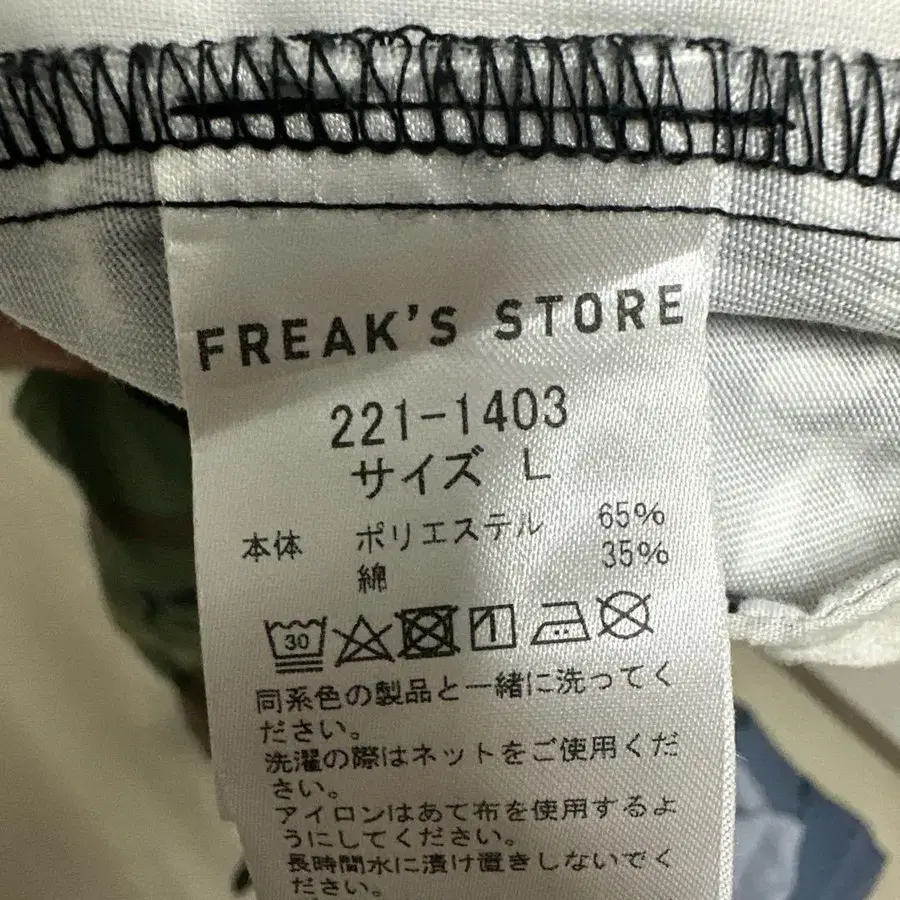 FREAK'S STORE
221-1403
サイズ L
本体 ポリエステル 65%
綿 35%
30
同系色の製品と一緒に洗ってく
ださい。
洗濯の際はネットをご使用くだ
さい。
アイロンはあて布を使用するよ
うにしてください。
長時間水に漬け置きしないでく
ださい。